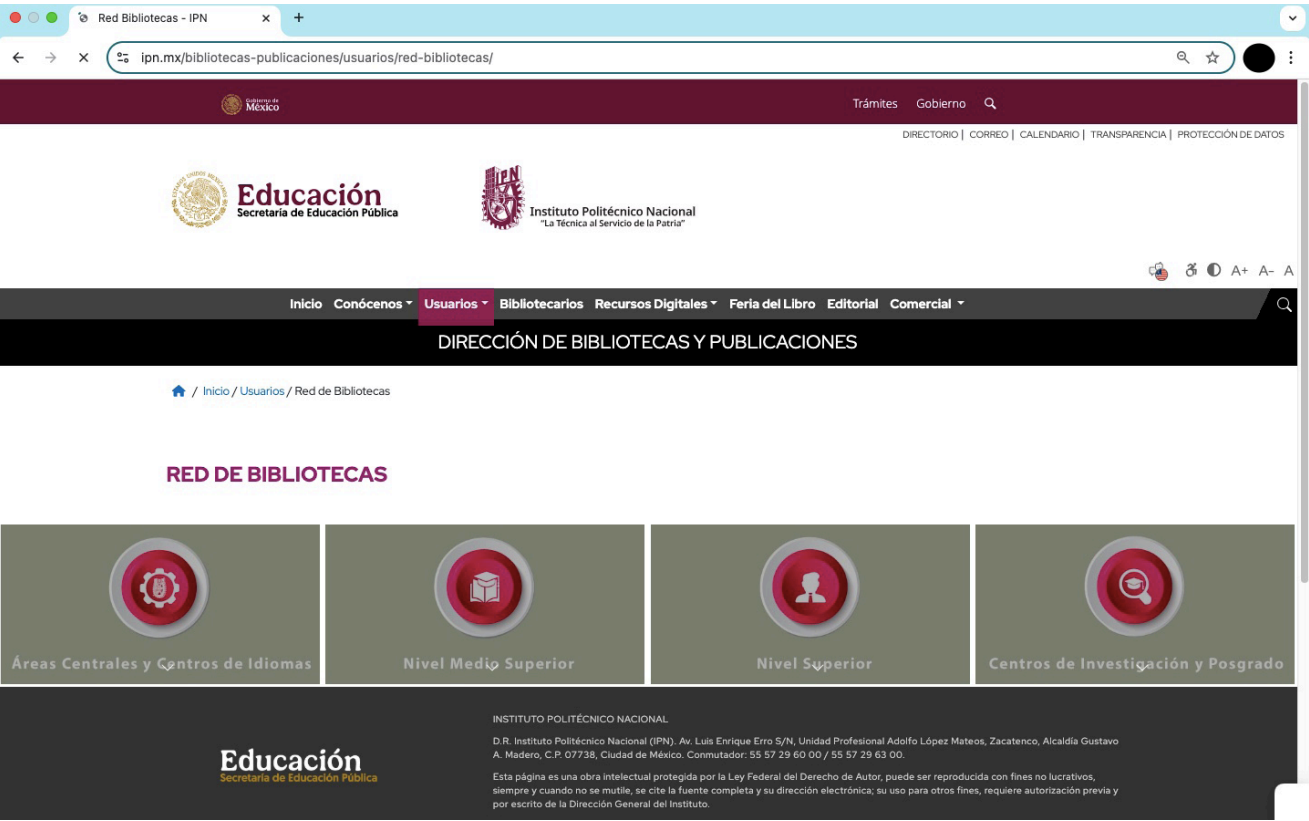 Red Bibliotecas - IPN
ipn.mx/bibliotecas-publicaciones/usuarios/red-bibliotecas/
Gobierno de
México
Trámites Gobierno
DIRECTORIO | CORREO | CALENDARIO | TRANSPARENCIA | PROTECCIÓN DE DATOS
Educación
Secretaría de Educación Pública
IPN
Instituto Politécnico Nacional
"La Técnica al Servicio de la Patria"
A+ A- A
Inicio Conócenos Usuarios Bibliotecarios Recursos Digitales Feria del Libro Editorial Comercial
DIRECCIÓN DE BIBLIOTECAS Y PUBLICACIONES
/ Inicio / Usuarios / Red de Bibliotecas
RED DE BIBLIOTECAS
Áreas Centrales y Centros de Idiomas
Nivel Medio Superior
Nivel Superior
Centros de Investigación y Posgrado
Educación
Secretaría de Educación Pública
INSTITUTO POLITÉCNICO NACIONAL
D.R. Instituto Politécnico Nacional (IPN). Av. Luis Enrique Erro S/N, Unidad Profesional Adolfo López Mateos, Zacatenco, Alcaldía Gustavo
A. Madero, C.P. 07738, Ciudad de México. Conmutador: 55 57 29 60 00 / 55 57 29 63 00.
Esta página es una obra intelectual protegida por la Ley Federal del Derecho de Autor, puede ser reproducida con fines no lucrativos,
siempre y cuando no se mutile, se cite la fuente completa y su dirección electrónica; su uso para otros fines, requiere autorización previa y
por escrito de la Dirección General del Instituto.